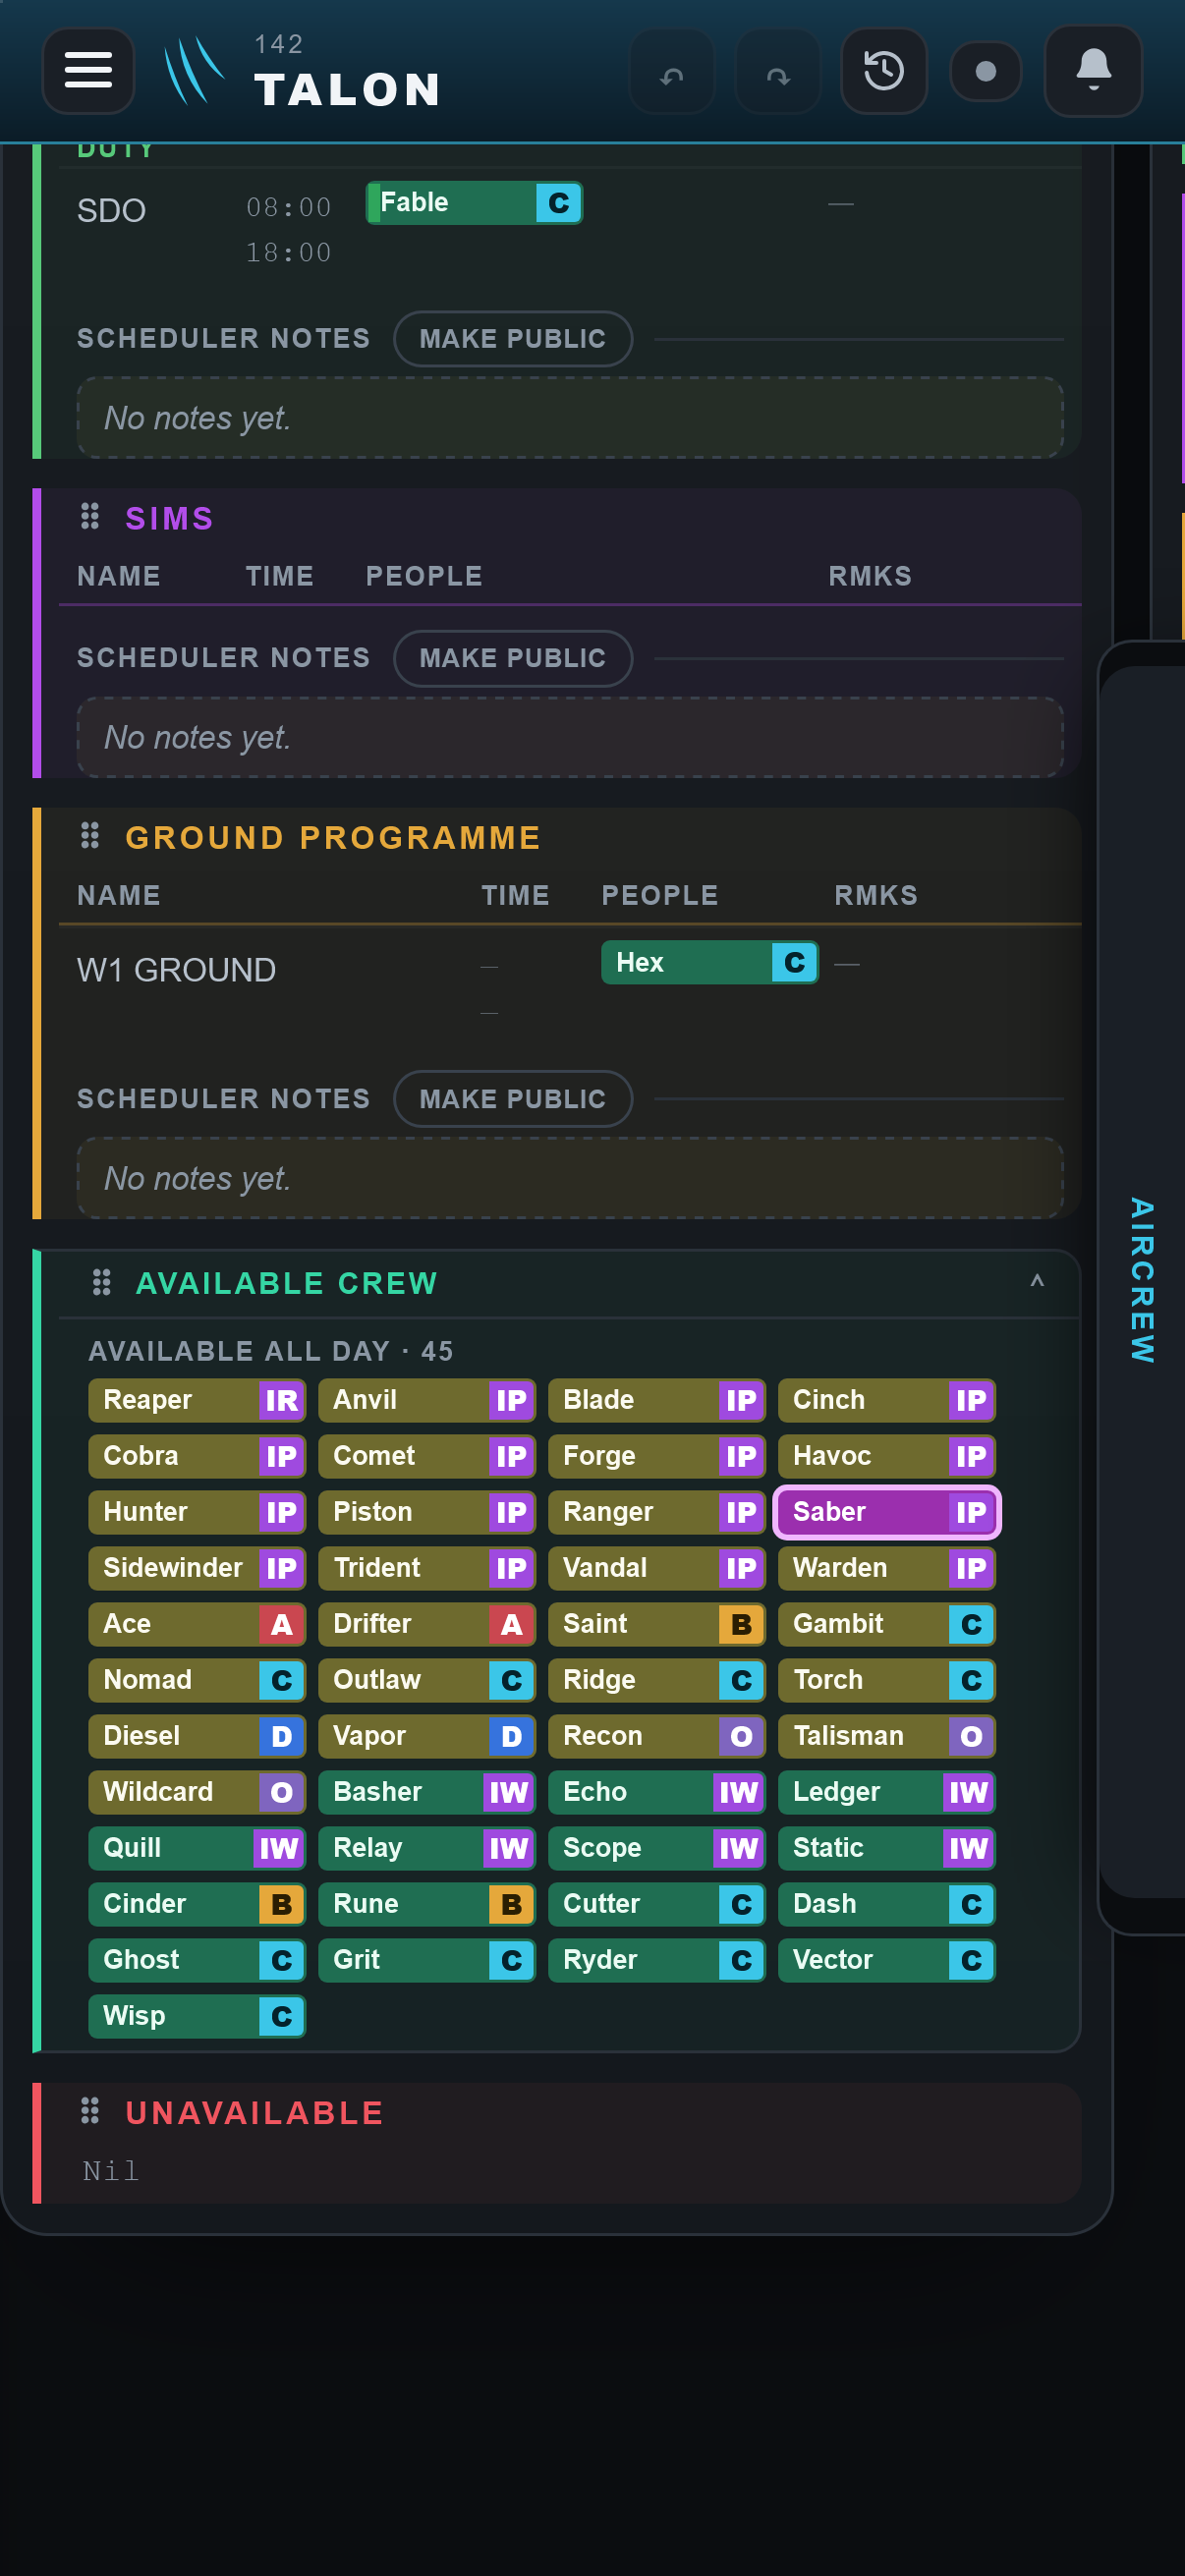 142
TALON
DUTY
SDO 08:00 Fable C —
18:00
SCHEDULER NOTES MAKE PUBLIC
No notes yet.
SIMS
NAME TIME PEOPLE RMKS
SCHEDULER NOTES MAKE PUBLIC
No notes yet.
GROUND PROGRAMME
NAME TIME PEOPLE RMKS
W1 GROUND — Hex C —
—
SCHEDULER NOTES MAKE PUBLIC
No notes yet.
AVAILABLE CREW
AVAILABLE ALL DAY · 45
Reaper IR Anvil IP Blade IP Cinch IP
Cobra IP Comet IP Forge IP Havoc IP
Hunter IP Piston IP Ranger IP Saber IP
Sidewinder IP Trident IP Vandal IP Warden IP
Ace A Drifter A Saint B Gambit C
Nomad C Outlaw C Ridge C Torch C
Diesel D Vapor D Recon O Talisman O
Wildcard O Basher IW Echo IW Ledger IW
Quill IW Relay IW Scope IW Static IW
Cinder B Rune B Cutter C Dash C
Ghost C Grit C Ryder C Vector C
Wisp C
UNAVAILABLE
Nil
AIRCREW